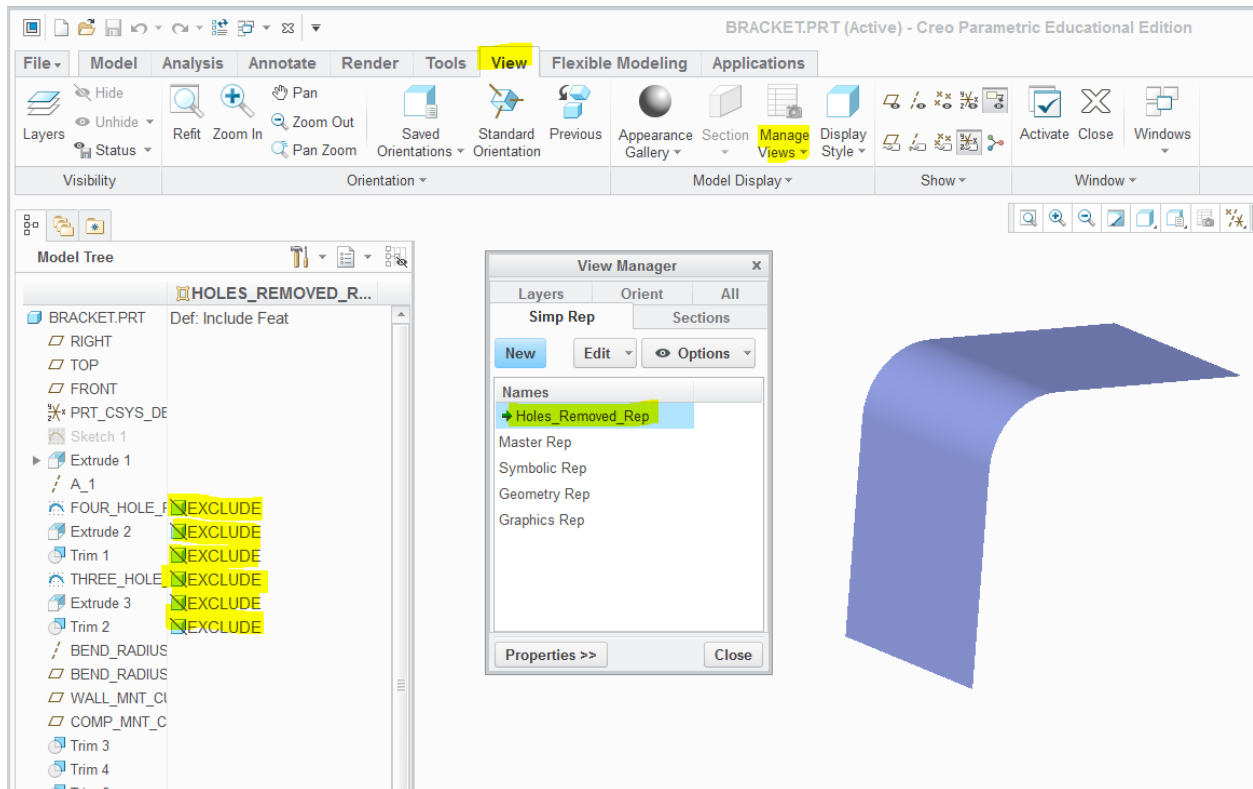 BRACKET.PRT (Active) - Creo Parametric Educational Edition
File Model Analysis Annotate Render Tools View Flexible Modeling Applications
Hide
Unhide
Status
Layers
Refit
Zoom In
Pan
Zoom Out
Pan Zoom
Saved Orientations
Standard Orientation
Previous
Appearance Gallery
Section
Manage Views
Display Style
Activate
Close
Windows
Visibility
Orientation
Model Display
Show
Window
Model Tree
HOLES_REMOVED_R...
BRACKET.PRT Def: Include Feat
RIGHT
TOP
FRONT
PRT_CSYS_DE
Sketch 1
Extrude 1
A_1
FOUR_HOLE_F EXCLUDE
Extrude 2 EXCLUDE
Trim 1 EXCLUDE
THREE_HOLE_ EXCLUDE
Extrude 3 EXCLUDE
Trim 2 EXCLUDE
BEND_RADIUS
BEND_RADIUS
WALL_MNT_CU
COMP_MNT_C
Trim 3
Trim 4
View Manager x
Layers Orient All
Simp Rep Sections
New Edit Options
Names
Holes_Removed_Rep
Master Rep
Symbolic Rep
Geometry Rep
Graphics Rep
Properties >> Close